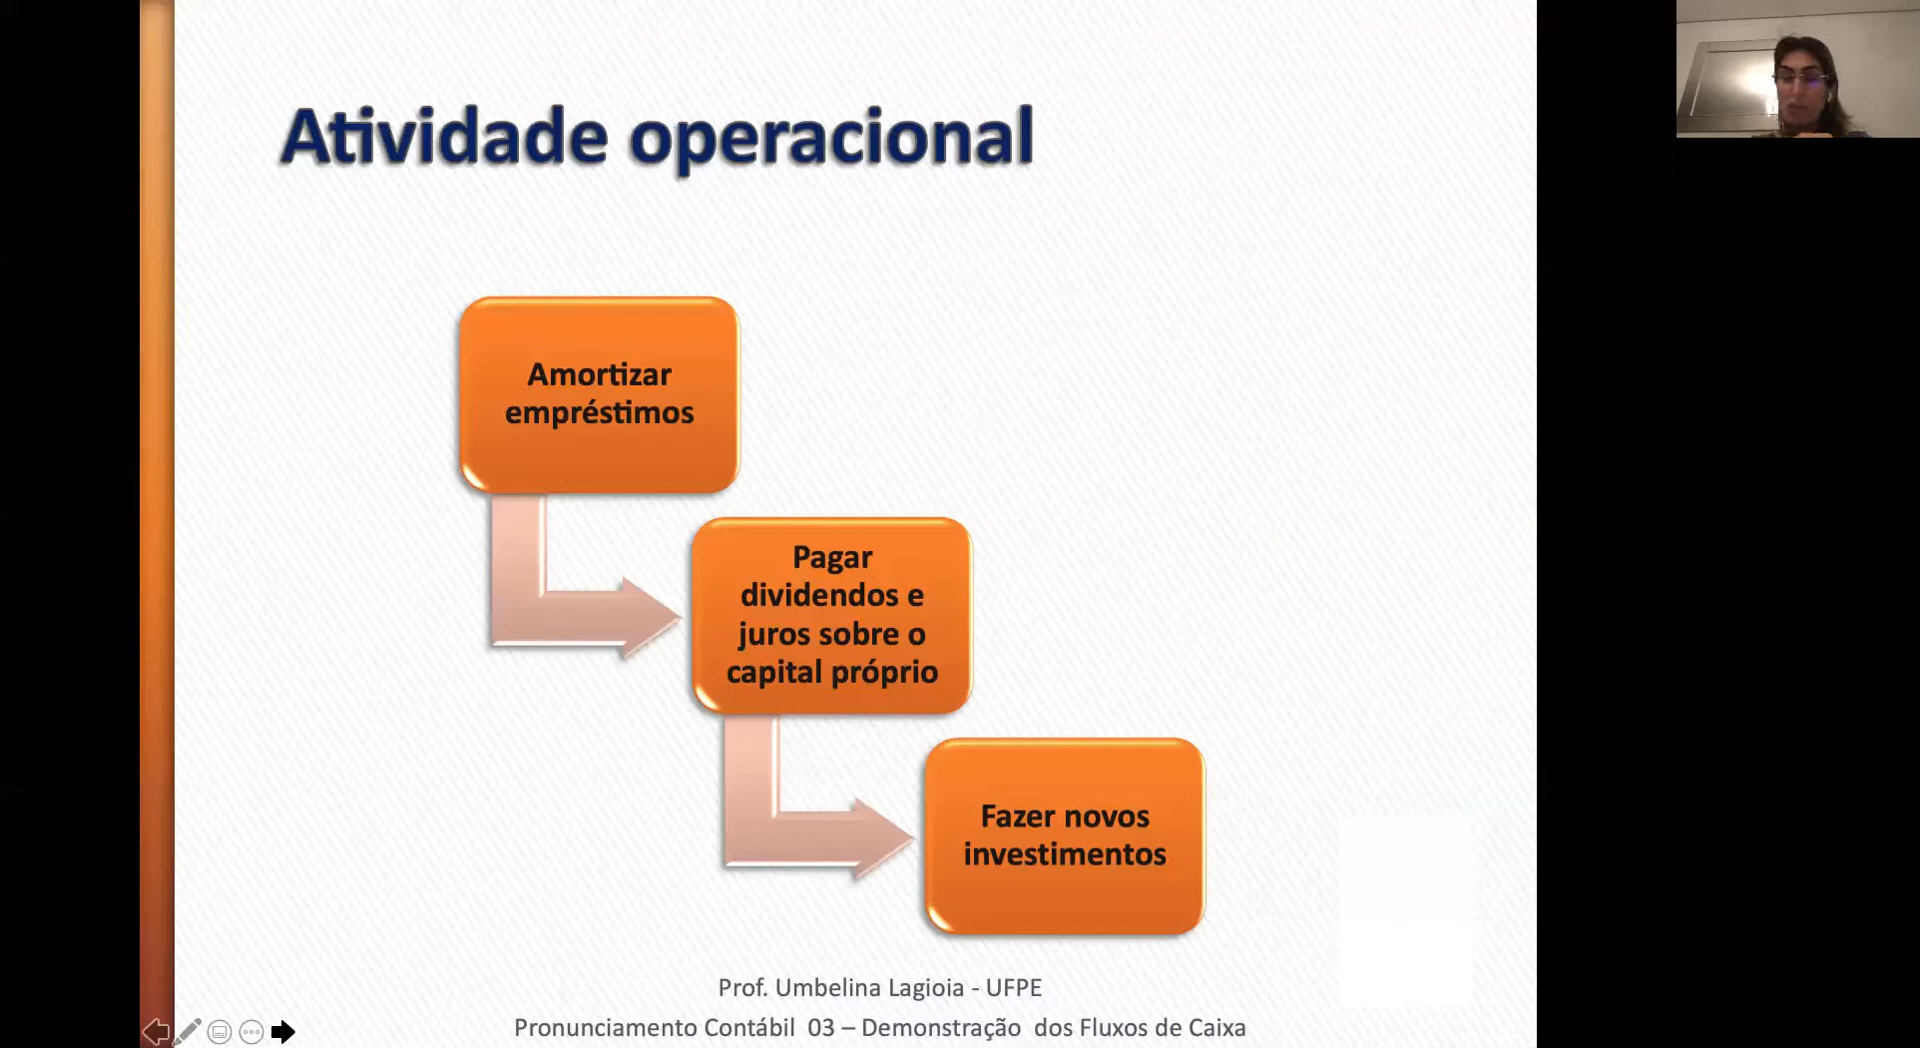 Atividade operacional
Amortizar
empréstimos
Pagar
dividendos e
juros sobre o
capital próprio
Fazer novos
investimentos
Prof. Umbelina Lagioia - UFPE
Pronunciamento Contábil 03 – Demonstração dos Fluxos de Caixa